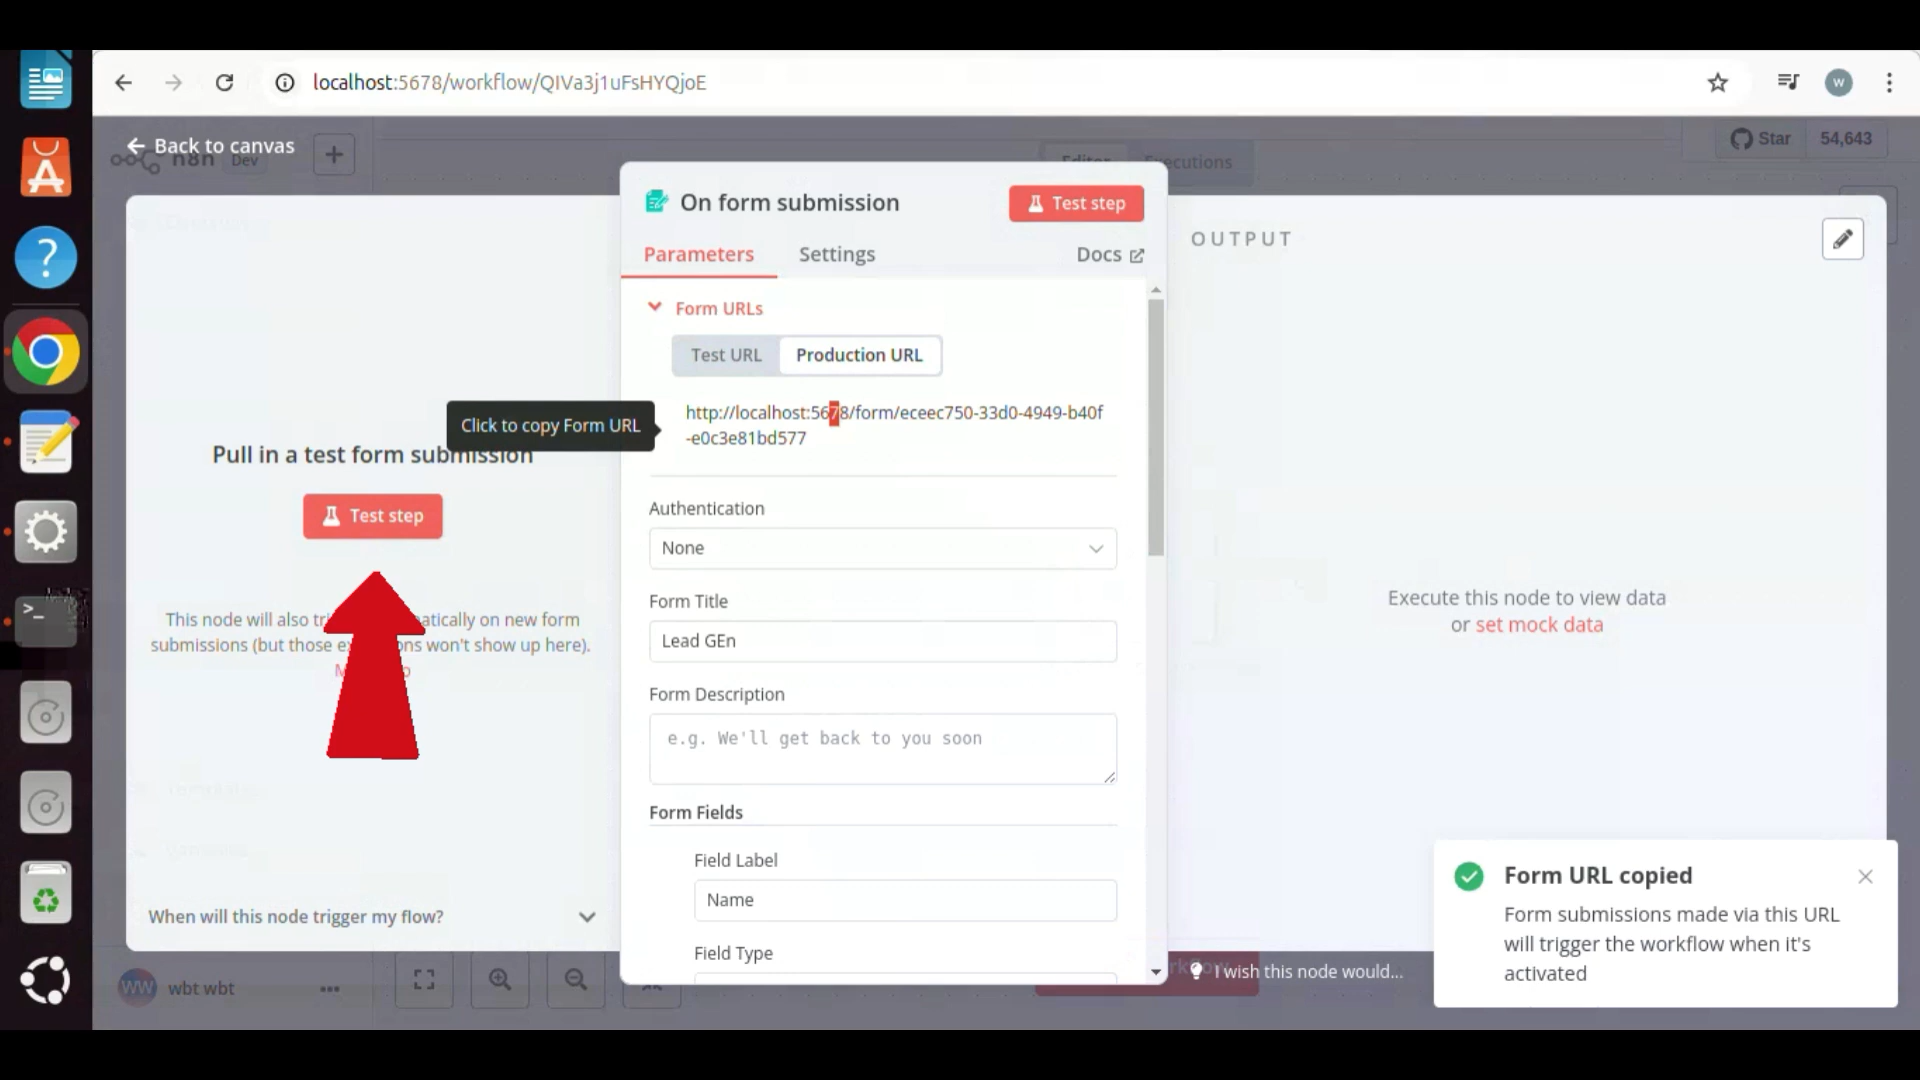 localhost:5678/workflow/QIVa3j1uFsHYQjoE
Back to canvas
n8n Dev
Editor Executions
Star 54,643
On form submission
Test step
Parameters Settings Docs
OUTPUT
Form URLs
Test URL Production URL
Click to copy Form URL
http://localhost:5678/form/eceec750-33d0-4949-b40f
-e0c3e81bd577
Pull in a test form submission
Test step
This node will also tri atically on new form
submissions (but those ex ns won't show up here).
Authentication
None
Form Title
Lead GEn
Form Description
e.g. We'll get back to you soon
Form Fields
Field Label
Name
Field Type
Execute this node to view data
or set mock data
When will this node trigger my flow?
wbt wbt
I wish this node would...
Form URL copied
Form submissions made via this URL
will trigger the workflow when it's
activated